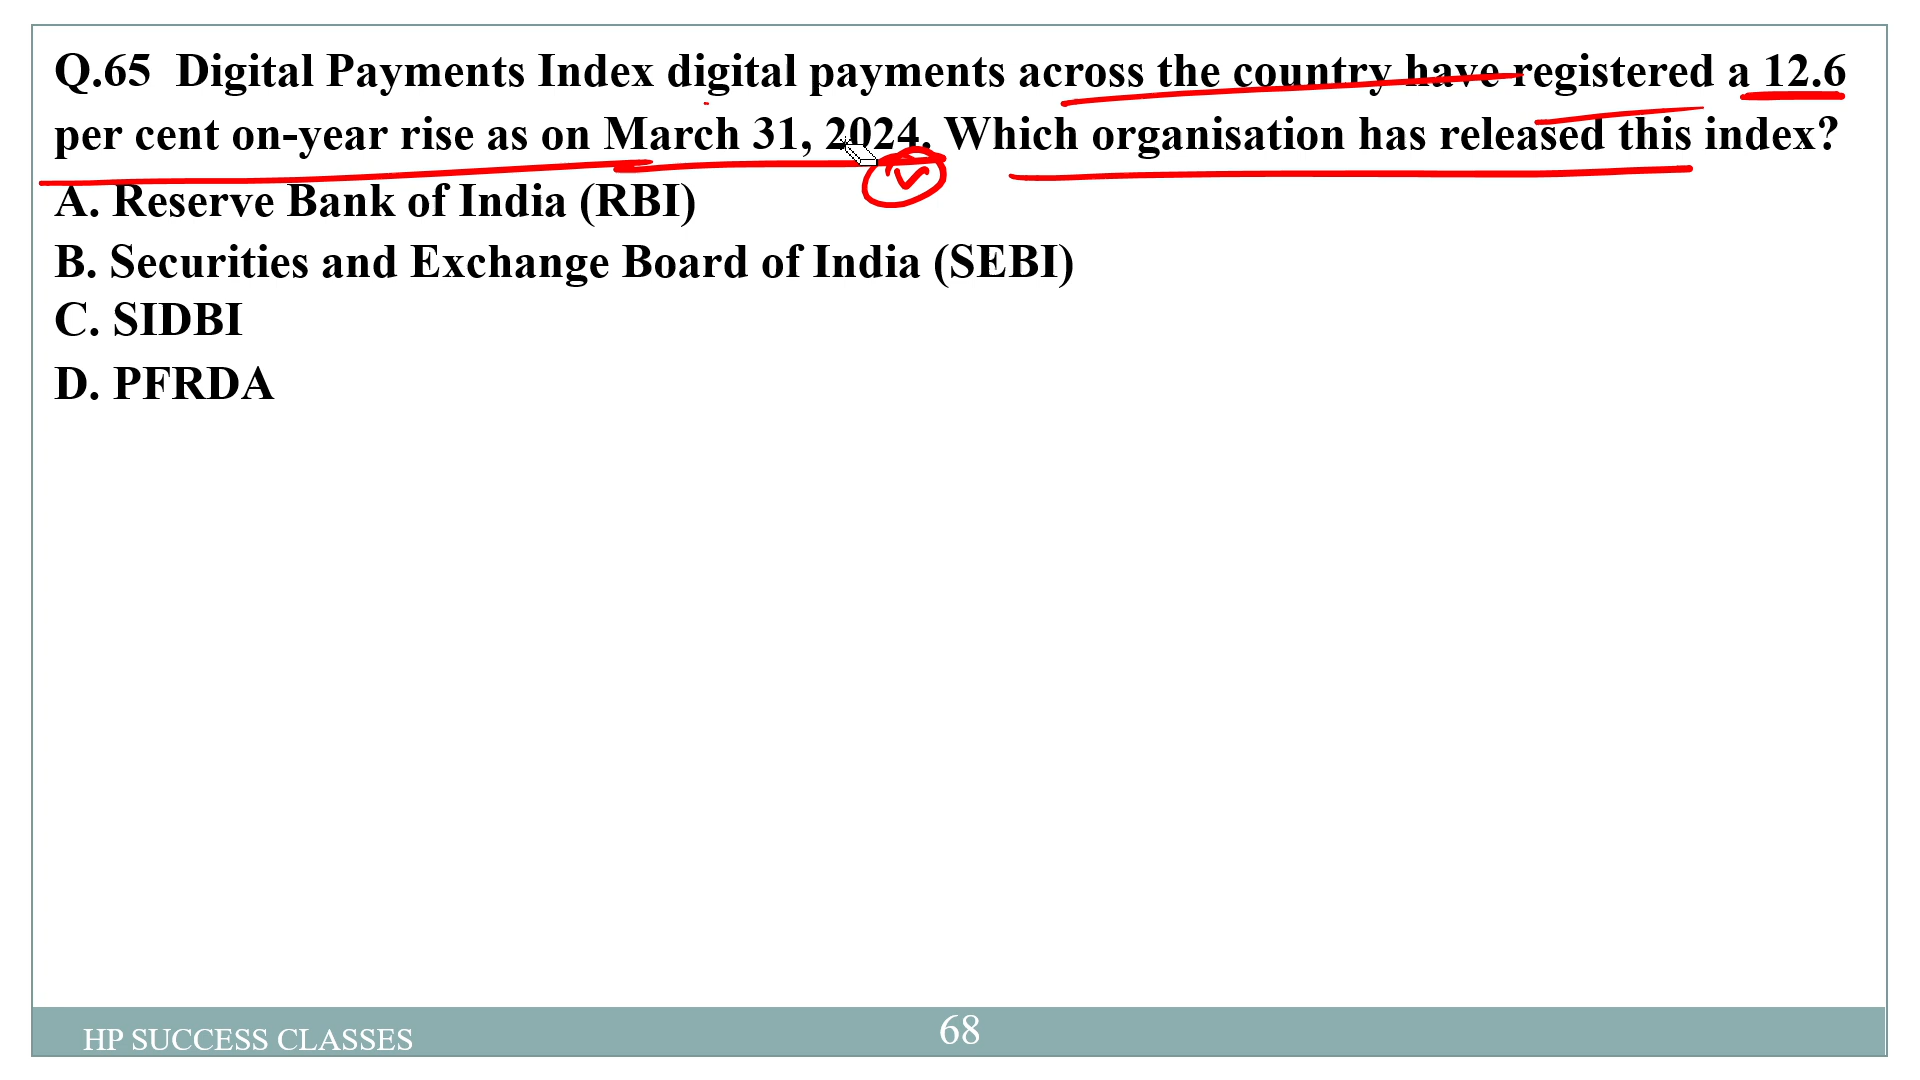 Q.65 Digital Payments Index digital payments across the country have registered a 12.6
per cent on-year rise as on March 31, 2024. Which organisation has released this index?
A. Reserve Bank of India (RBI)
B. Securities and Exchange Board of India (SEBI)
C. SIDBI
D. PFRDA
HP SUCCESS CLASSES
68